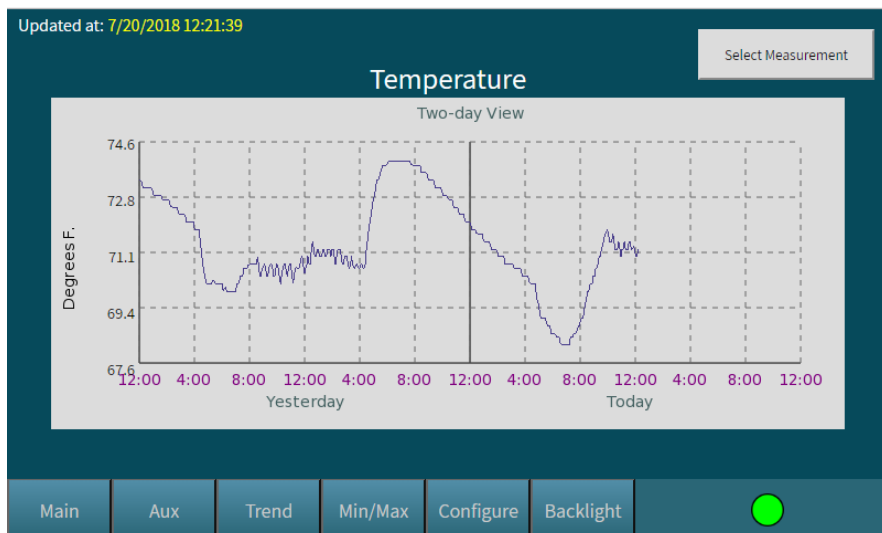 Updated at: 7/20/2018 12:21:39
Select Measurement
Temperature
Two-day View
74.6
72.8
71.1
69.4
67.6
Degrees F.
12:00 4:00 8:00 12:00 4:00 8:00 12:00 4:00 8:00 12:00 4:00 8:00 12:00
Yesterday Today
Main Aux Trend Min/Max Configure Backlight